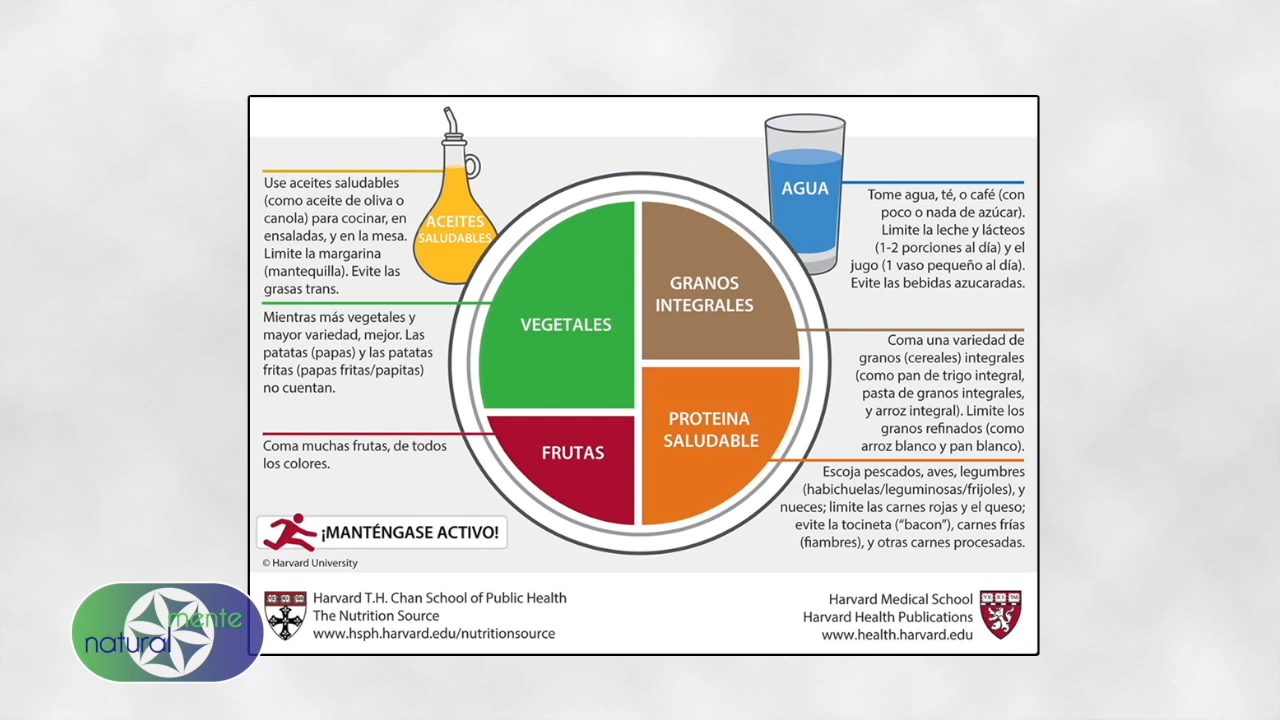 ACEITES
SALUDABLES
Use aceites saludables
(como aceite de oliva o
canola) para cocinar, en
ensaladas, y en la mesa.
Limite la margarina
(mantequilla). Evite las
grasas trans.
Mientras más vegetales y
mayor variedad, mejor. Las
patatas (papas) y las patatas
fritas (papas fritas/papitas)
no cuentan.
Coma muchas frutas, de todos
los colores.
VEGETALES
FRUTAS
GRANOS
INTEGRALES
PROTEINA
SALUDABLE
AGUA
Tome agua, té, o café (con
poco o nada de azúcar).
Limite la leche y lácteos
(1-2 porciones al día) y el
jugo (1 vaso pequeño al día).
Evite las bebidas azucaradas.
Coma una variedad de
granos (cereales) integrales
(como pan de trigo integral,
pasta de granos integrales,
y arroz integral). Limite los
granos refinados (como
arroz blanco y pan blanco).
Escoja pescados, aves, legumbres
(habichuelas/leguminosas/frijoles), y
nueces; limite las carnes rojas y el queso;
evite la tocineta (“bacon”), carnes frías
(fiambres), y otras carnes procesadas.
¡MANTÉNGASE ACTIVO!
© Harvard University
Harvard T.H. Chan School of Public Health
The Nutrition Source
www.hsph.harvard.edu/nutritionsource
Harvard Medical School
Harvard Health Publications
www.health.harvard.edu
natural
mente